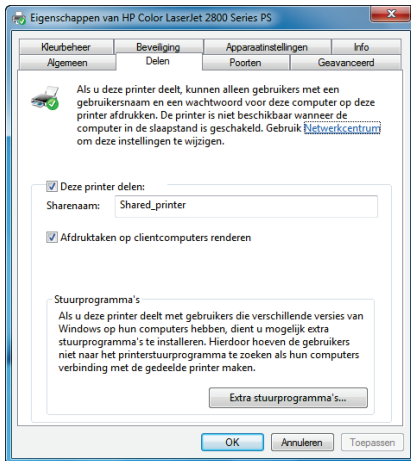 Eigenschappen van HP Color LaserJet 2800 Series PS
Kleurbeheer Beveiliging Apparaatinstellingen Info
Algemeen Delen Poorten Geavanceerd
Als u deze printer deelt, kunnen alleen gebruikers met een
gebruikersnaam en een wachtwoord voor deze computer op deze
printer afdrukken. De printer is niet beschikbaar wanneer de
computer in de slaapstand is geschakeld. Gebruik Netwerkcentrum
om deze instellingen te wijzigen.
Deze printer delen:
Sharenaam: Shared_printer
Afdruktaken op clientcomputers renderen
Stuurprogramma's
Als u deze printer deelt met gebruikers die verschillende versies van
Windows op hun computers hebben, dient u mogelijk extra
stuurprogramma's te installeren. Hierdoor hoeven de gebruikers
niet naar het printerstuurprogramma te zoeken als hun computers
verbinding met de gedeelde printer maken.
Extra stuurprogramma's...
OK Annuleren Toepassen